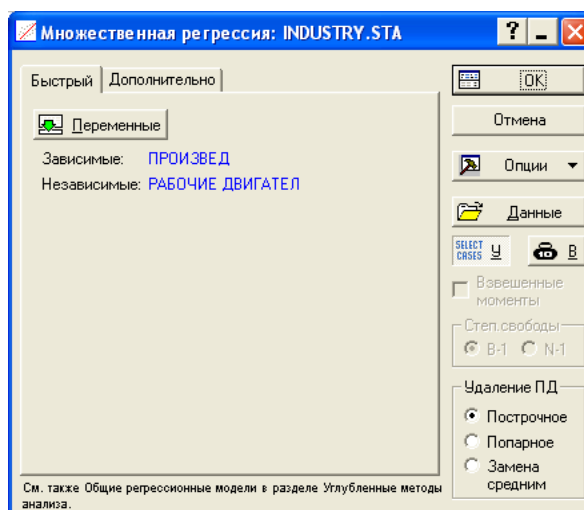 Множественная регрессия: INDUSTRY.STA
Быстрый Дополнительно
Переменные
Зависимые: ПРОИЗВЕД
Независимые: РАБОЧИЕ ДВИГАТЕЛ
См. также Общие регрессионные модели в разделе Углубленные методы
анализа.
OK
Отмена
Опции
Данные
SELECT CASES У В
Взвешенные
моменты
Степ.свободы
В-1 N-1
Удаление ПД
Построчное
Попарное
Замена
средним